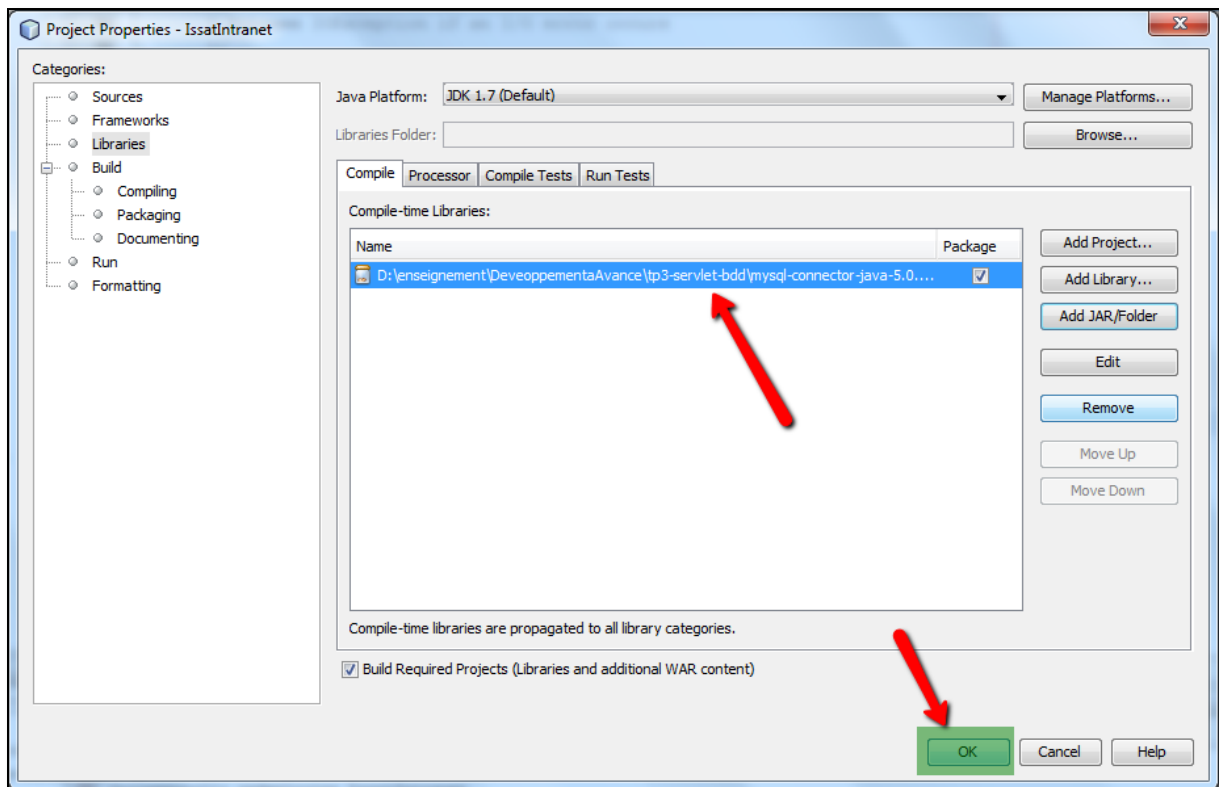 Project Properties - IssatIntranet
Categories:
Sources
Frameworks
Libraries
Build
Compiling
Packaging
Documenting
Run
Formatting
Java Platform: JDK 1.7 (Default) Manage Platforms...
Libraries Folder: Browse...
Compile Processor Compile Tests Run Tests
Compile-time Libraries:
Name Package
D:\enseignement\DeveoppementaAvance\tp3-servlet-bdd\mysql-connector-java-5.0....
Add Project...
Add Library...
Add JAR/Folder
Edit
Remove
Move Up
Move Down
Compile-time libraries are propagated to all library categories.
Build Required Projects (Libraries and additional WAR content)
OK Cancel Help